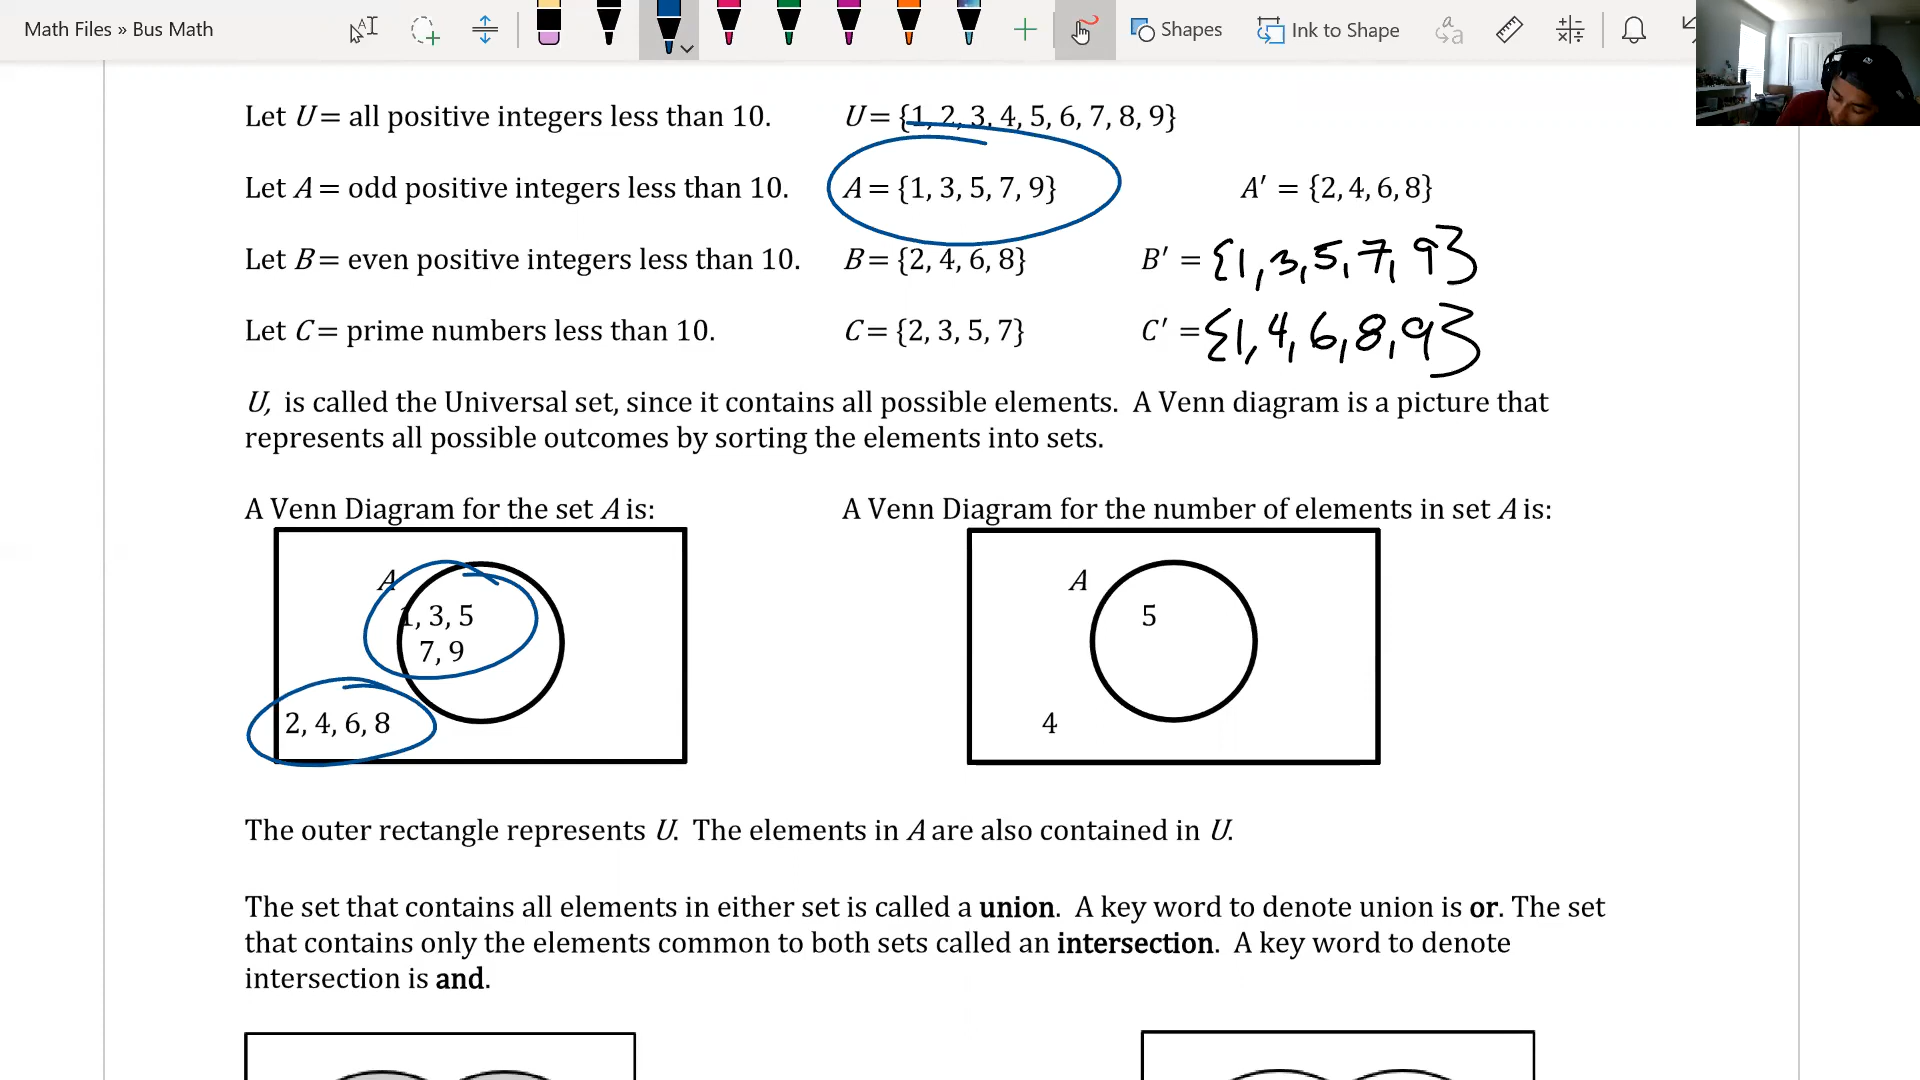 Math Files » Bus Math
Shapes
Ink to Shape
Let U = all positive integers less than 10. U = {1, 2, 3, 4, 5, 6, 7, 8, 9}
Let A = odd positive integers less than 10. A = {1, 3, 5, 7, 9} A′ = {2, 4, 6, 8}
Let B = even positive integers less than 10. B = {2, 4, 6, 8} B′ = {1, 3, 5, 7, 9}
Let C = prime numbers less than 10. C = {2, 3, 5, 7} C′ = {1, 4, 6, 8, 9}
U, is called the Universal set, since it contains all possible elements. A Venn diagram is a picture that
represents all possible outcomes by sorting the elements into sets.
A Venn Diagram for the set A is: A Venn Diagram for the number of elements in set A is:
A
1, 3, 5
7, 9
2, 4, 6, 8
A
5
4
The outer rectangle represents U. The elements in A are also contained in U.
The set that contains all elements in either set is called a union. A key word to denote union is or. The set
that contains only the elements common to both sets called an intersection. A key word to denote
intersection is and.